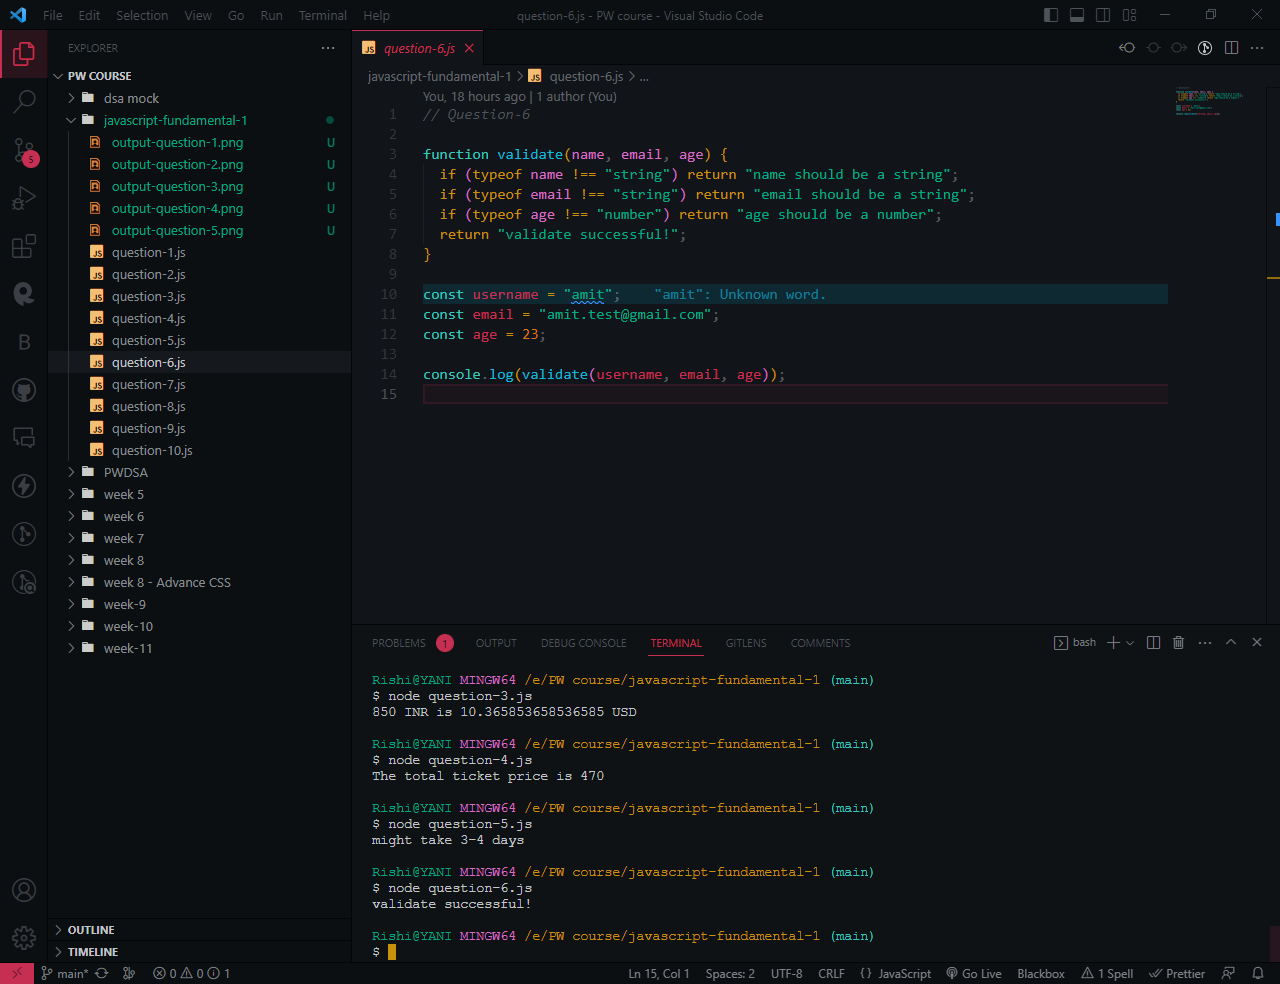 File Edit Selection View Go Run Terminal Help
question-6.js - PW course - Visual Studio Code
EXPLORER
PW COURSE
dsa mock
javascript-fundamental-1
output-question-1.png U
output-question-2.png U
output-question-3.png U
output-question-4.png U
output-question-5.png U
question-1.js
question-2.js
question-3.js
question-4.js
question-5.js
question-6.js
question-7.js
question-8.js
question-9.js
question-10.js
PWDSA
week 5
week 6
week 7
week 8
week 8 - Advance CSS
week-9
week-10
week-11
OUTLINE
TIMELINE
5
B
JS question-6.js
javascript-fundamental-1 > JS question-6.js > ...
You, 18 hours ago | 1 author (You)
1 // Question-6
2
3 function validate(name, email, age) {
4 if (typeof name !== "string") return "name should be a string";
5 if (typeof email !== "string") return "email should be a string";
6 if (typeof age !== "number") return "age should be a number";
7 return "validate successful!";
8 }
9
10 const username = "amit"; "amit": Unknown word.
11 const email = "amit.test@gmail.com";
12 const age = 23;
13
14 console.log(validate(username, email, age));
15
PROBLEMS 1 OUTPUT DEBUG CONSOLE TERMINAL GITLENS COMMENTS
bash
Rishi@YANI MINGW64 /e/PW course/javascript-fundamental-1 (main)
$ node question-3.js
850 INR is 10.365853658536585 USD
Rishi@YANI MINGW64 /e/PW course/javascript-fundamental-1 (main)
$ node question-4.js
The total ticket price is 470
Rishi@YANI MINGW64 /e/PW course/javascript-fundamental-1 (main)
$ node question-5.js
might take 3-4 days
Rishi@YANI MINGW64 /e/PW course/javascript-fundamental-1 (main)
$ node question-6.js
validate successful!
Rishi@YANI MINGW64 /e/PW course/javascript-fundamental-1 (main)
$
main* 0 0 1
Ln 15, Col 1 Spaces: 2 UTF-8 CRLF {} JavaScript Go Live Blackbox 1 Spell Prettier